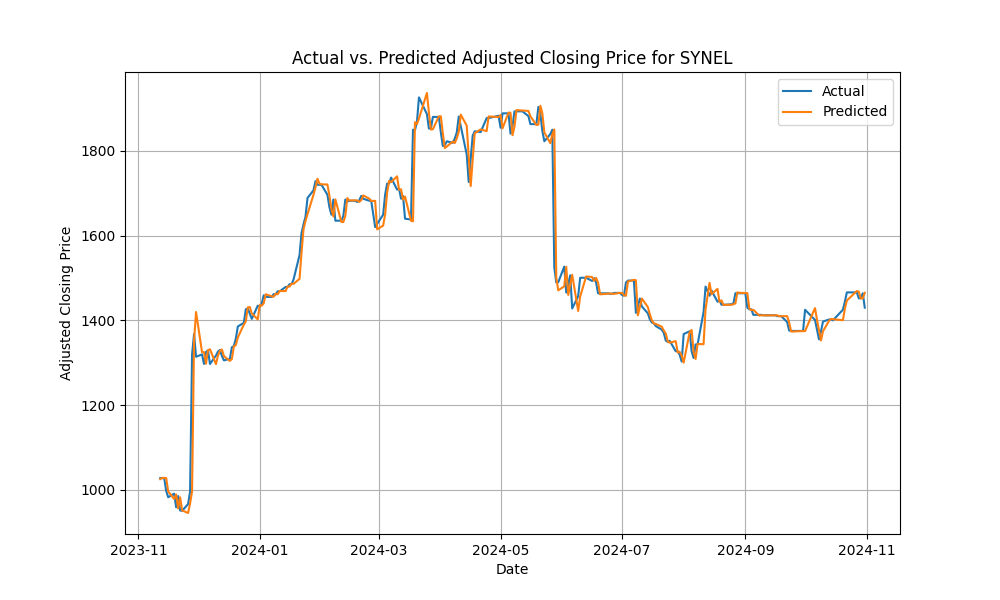 Actual vs. Predicted Adjusted Closing Price for SYNEL
Actual
Predicted
Adjusted Closing Price
1800
1600
1400
1200
1000
2023-11 2024-01 2024-03 2024-05 2024-07 2024-09 2024-11
Date